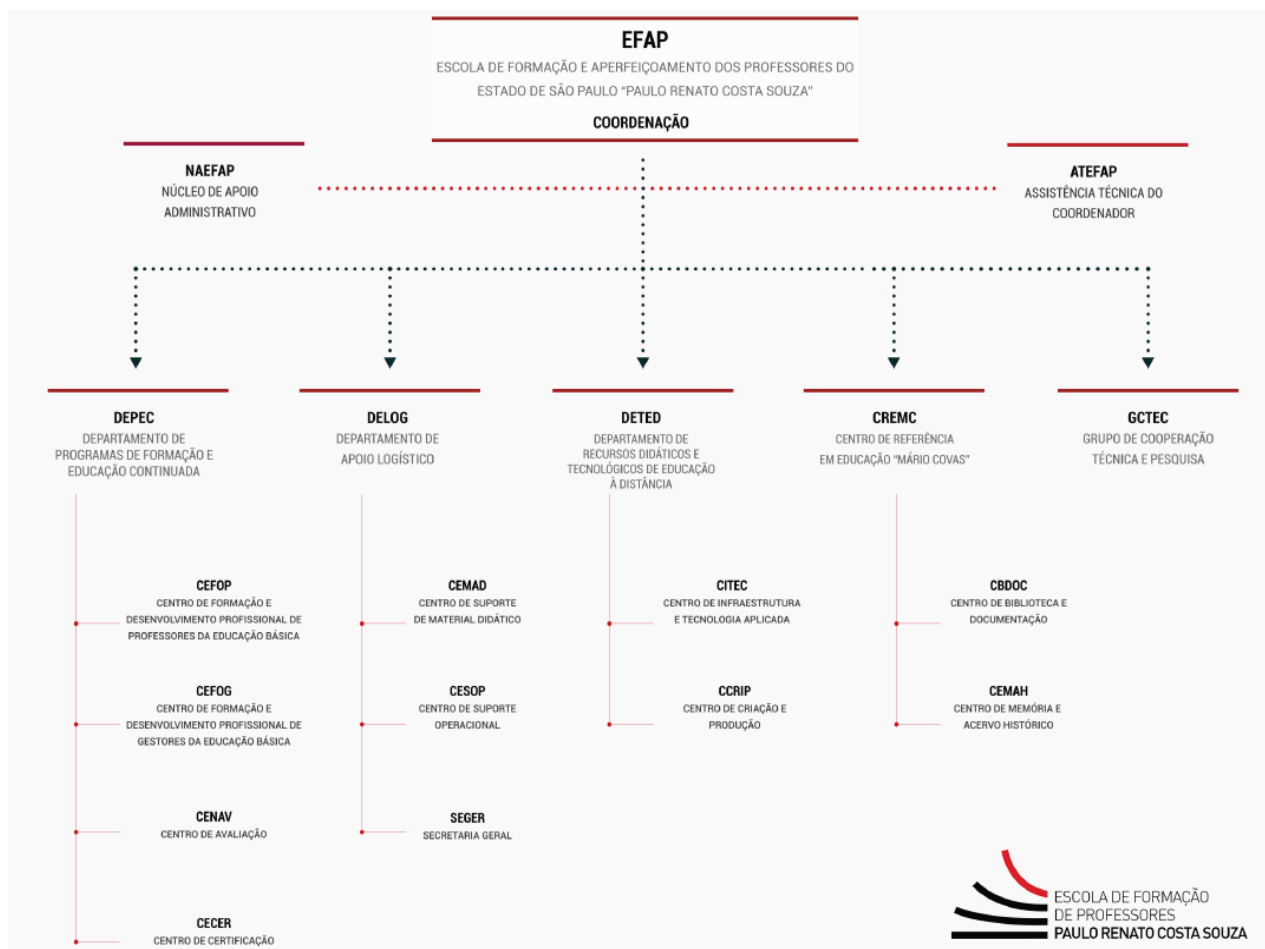 EFAP
ESCOLA DE FORMAÇÃO E APERFEIÇOAMENTO DOS PROFESSORES DO
ESTADO DE SÃO PAULO “PAULO RENATO COSTA SOUZA”
COORDENAÇÃO
NAEFAP
NÚCLEO DE APOIO
ADMINISTRATIVO
ATEFAP
ASSISTÊNCIA TÉCNICA DO
COORDENADOR
DEPEC
DEPARTAMENTO DE
PROGRAMAS DE FORMAÇÃO E
EDUCAÇÃO CONTINUADA
DELOG
DEPARTAMENTO DE
APOIO LOGÍSTICO
DETED
DEPARTAMENTO DE
RECURSOS DIDÁTICOS E
TECNOLÓGICOS DE EDUCAÇÃO
À DISTÂNCIA
CREMC
CENTRO DE REFERÊNCIA
EM EDUCAÇÃO “MÁRIO COVAS”
GCTEC
GRUPO DE COOPERAÇÃO
TÉCNICA E PESQUISA
CEFOP
CENTRO DE FORMAÇÃO E
DESENVOLVIMENTO PROFISSIONAL DE
PROFESSORES DA EDUCAÇÃO BÁSICA
CEFOG
CENTRO DE FORMAÇÃO E
DESENVOLVIMENTO PROFISSIONAL DE
GESTORES DA EDUCAÇÃO BÁSICA
CENAV
CENTRO DE AVALIAÇÃO
CECER
CENTRO DE CERTIFICAÇÃO
CEMAD
CENTRO DE SUPORTE
DE MATERIAL DIDÁTICO
CESOP
CENTRO DE SUPORTE
OPERACIONAL
SEGER
SECRETARIA GERAL
CITEC
CENTRO DE INFRAESTRUTURA
E TECNOLOGIA APLICADA
CCRIP
CENTRO DE CRIAÇÃO E
PRODUÇÃO
CBDOC
CENTRO DE BIBLIOTECA E
DOCUMENTAÇÃO
CEMAH
CENTRO DE MEMÓRIA E
ACERVO HISTÓRICO
ESCOLA DE FORMAÇÃO
DE PROFESSORES
PAULO RENATO COSTA SOUZA